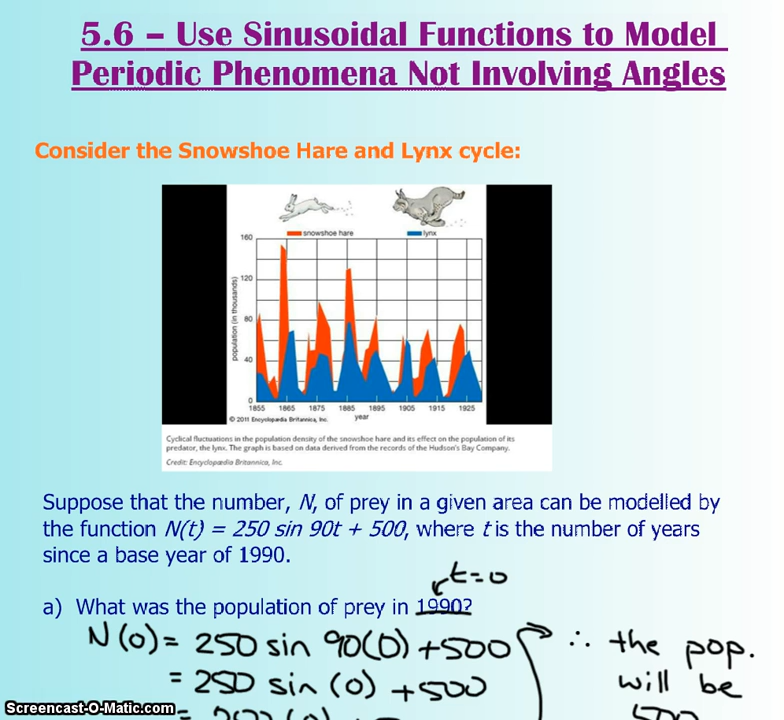 5.6 – Use Sinusoidal Functions to Model
Periodic Phenomena Not Involving Angles
Consider the Snowshoe Hare and Lynx cycle:
snowshoe hare
lynx
160
120
80
40
0
population (in thousands)
1855 1865 1875 1885 1895 1905 1915 1925
year
© 2011 Encyclopædia Britannica, Inc.
Cyclical fluctuations in the population density of the snowshoe hare and its effect on the population of its
predator, the lynx. The graph is based on data derived from the records of the Hudson's Bay Company.
Credit: Encyclopædia Britannica, Inc.
Suppose that the number, N, of prey in a given area can be modelled by
the function N(t) = 250 sin 90t + 500, where t is the number of years
since a base year of 1990.
t=0
a) What was the population of prey in 1990?
N(0) = 250 sin 90(0) +500
∴ the pop.
= 250 sin (0) +500
will be
Screencast-O-Matic.com